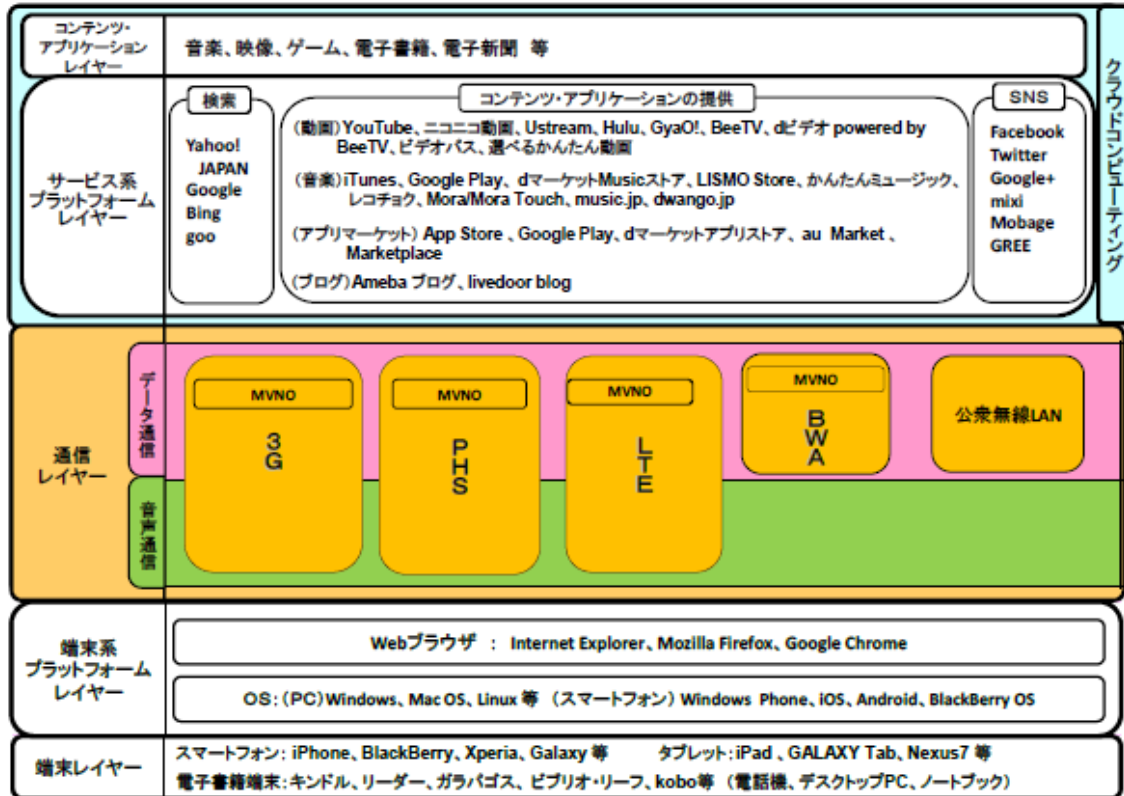 コンテンツ・
アプリケーション
レイヤー
音楽、映像、ゲーム、電子書籍、電子新聞 等
クラウドコンピューティング
サービス系
プラットフォーム
レイヤー
検索
Yahoo!
JAPAN
Google
Bing
goo
コンテンツ・アプリケーションの提供
(動画)YouTube、ニコニコ動画、Ustream、Hulu、GyaO!、BeeTV、dビデオ powered by
BeeTV、ビデオパス、選べるかんたん動画
(音楽)iTunes、Google Play、dマーケットMusicストア、LISMO Store、かんたんミュージック、
レコチョク、Mora/Mora Touch、music.jp、dwango.jp
(アプリマーケット) App Store 、Google Play、dマーケットアプリストア、au Market 、
Marketplace
(ブログ)Ameba ブログ、livedoor blog
SNS
Facebook
Twitter
Google+
mixi
Mobage
GREE
通信
レイヤー
データ通信
音声通信
MVNO
3G
MVNO
PHS
MVNO
LTE
MVNO
BWA
公衆無線LAN
端末系
プラットフォーム
レイヤー
Webブラウザ : Internet Explorer、Mozilla Firefox、Google Chrome
OS:(PC)Windows、Mac OS、Linux 等 (スマートフォン) Windows Phone、iOS、Android、BlackBerry OS
端末レイヤー
スマートフォン: iPhone、BlackBerry、Xperia、Galaxy 等 タブレット:iPad 、GALAXY Tab、Nexus7 等
電子書籍端末:キンドル、リーダー、ガラパゴス、ビブリオ・リーフ、kobo等 (電話機、デスクトップPC、ノートブック)